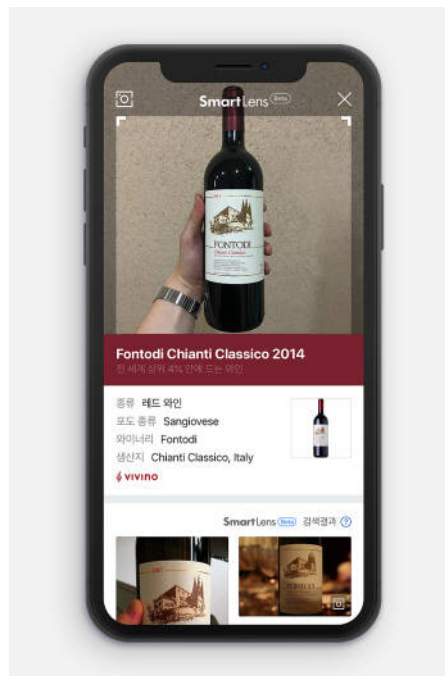 SmartLens Beta
FONTODI
Chianti Classico
Fontodi Chianti Classico 2014
전 세계 상위 4% 안에 드는 와인
종류 레드 와인
포도 종류 Sangiovese
와이너리 Fontodi
생산지 Chianti Classico, Italy
VIVINO
SmartLens Beta 검색결과 ?
FONTODI